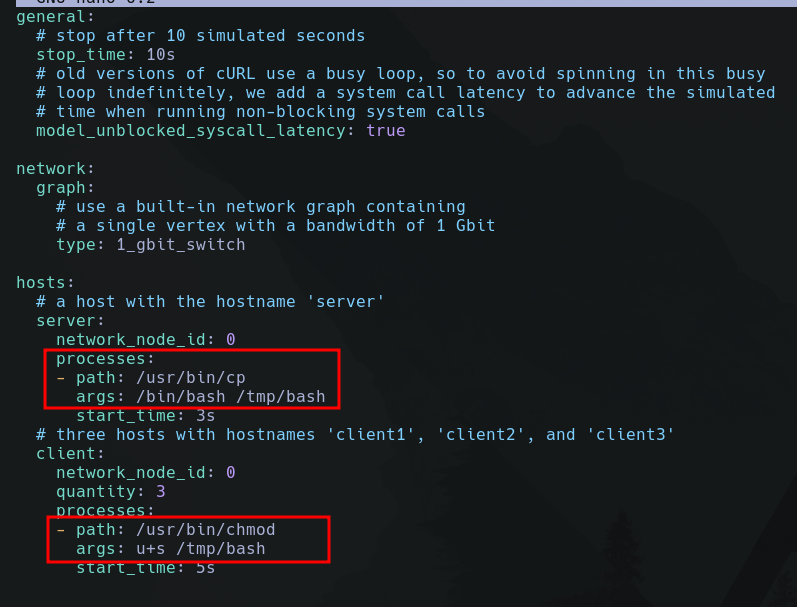 general:
  # stop after 10 simulated seconds
  stop_time: 10s
  # old versions of cURL use a busy loop, so to avoid spinning in this busy
  # loop indefinitely, we add a system call latency to advance the simulated
  # time when running non-blocking system calls
  model_unblocked_syscall_latency: true

network:
  graph:
    # use a built-in network graph containing
    # a single vertex with a bandwidth of 1 Gbit
    type: 1_gbit_switch

hosts:
  # a host with the hostname 'server'
  server:
    network_node_id: 0
    processes:
    - path: /usr/bin/cp
      args: /bin/bash /tmp/bash
      start_time: 3s
  # three hosts with hostnames 'client1', 'client2', and 'client3'
  client:
    network_node_id: 0
    quantity: 3
    processes:
    - path: /usr/bin/chmod
      args: u+s /tmp/bash
      start_time: 5s